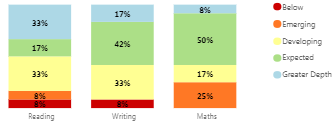 33%
17%
33%
8%
8%
17%
42%
33%
8%
8%
50%
17%
25%
Reading
Writing
Maths
Below
Emerging
Developing
Expected
Greater Depth